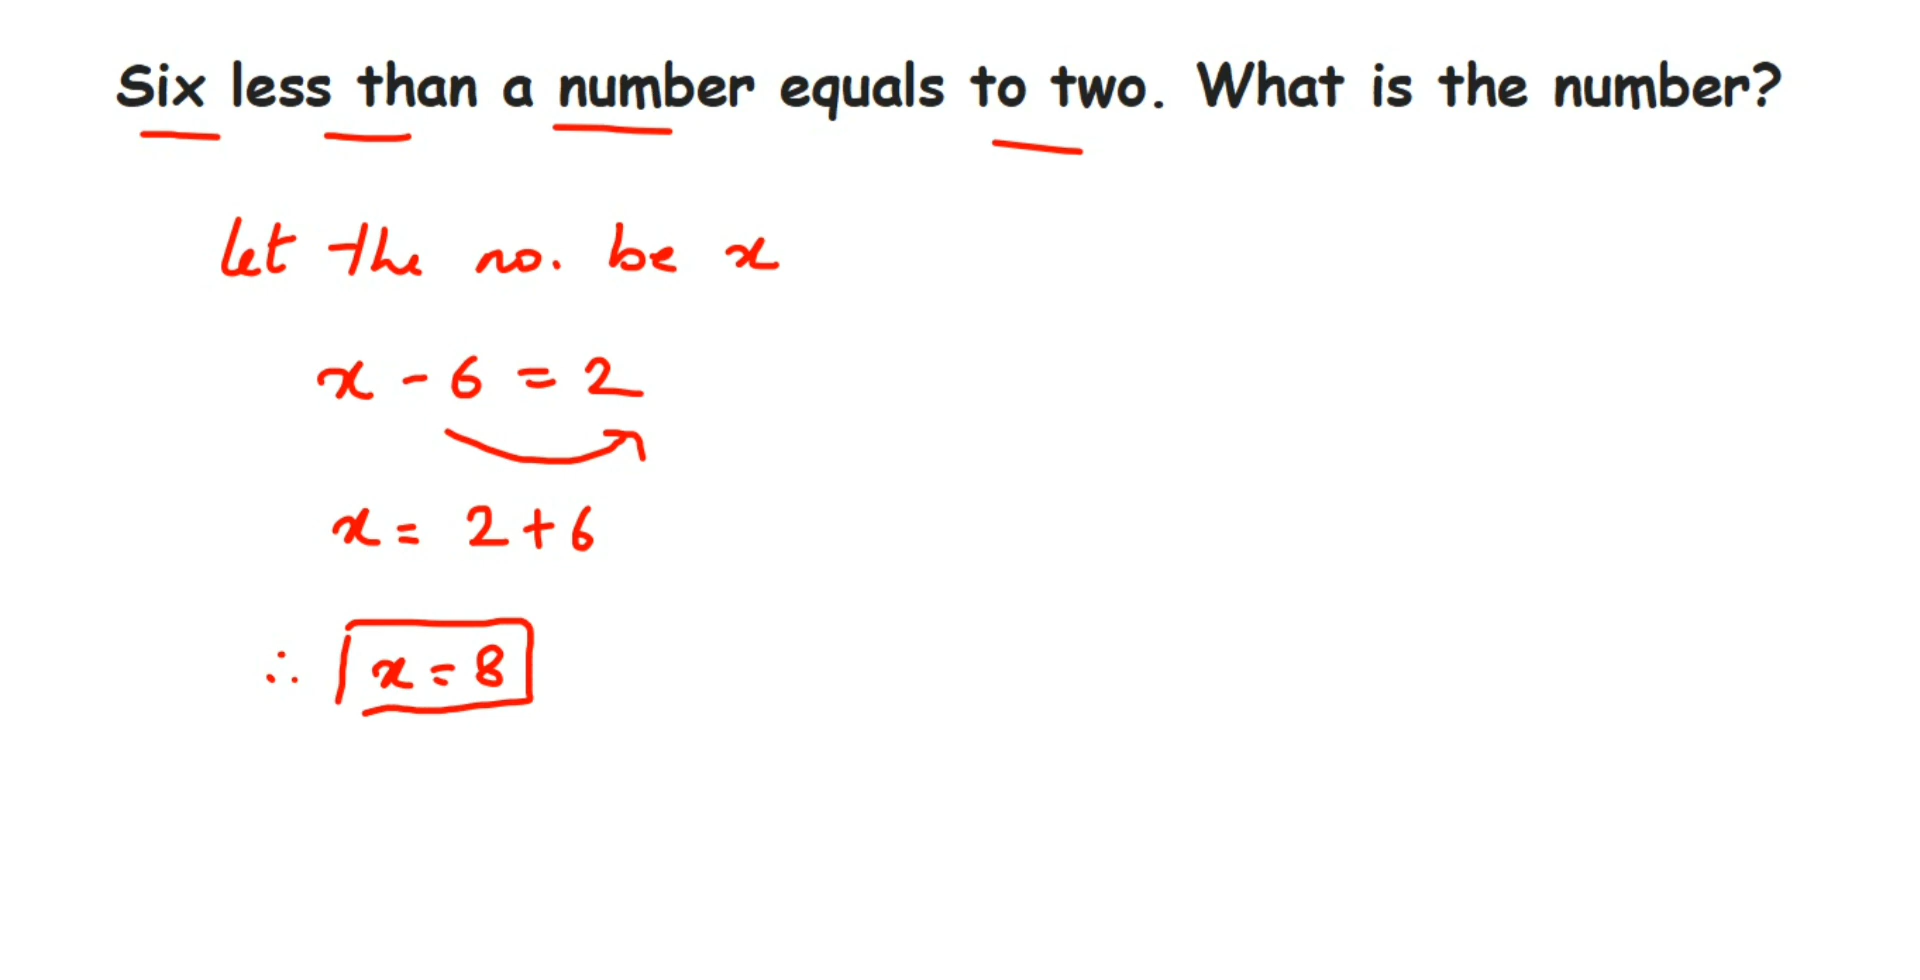 Six less than a number equals to two. What is the number?
Let the no. be x
x - 6 = 2
x = 2 + 6
∴ x = 8